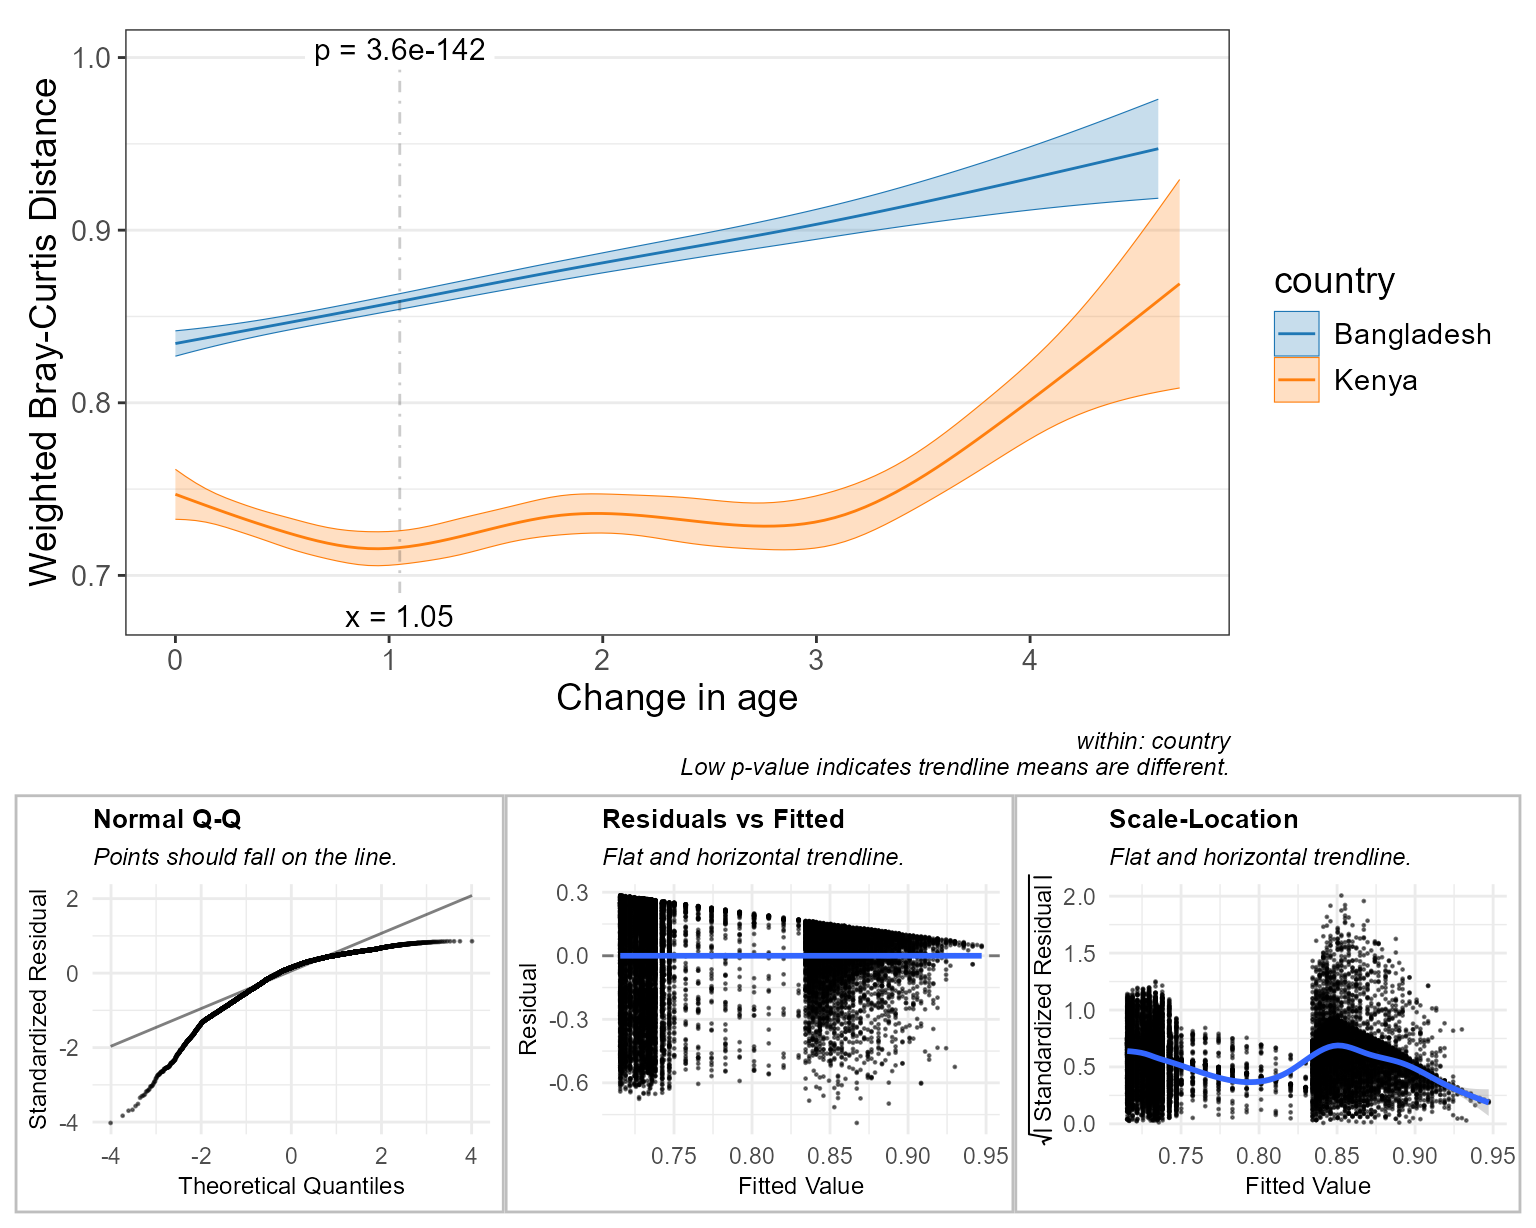 p = 3.6e-142
1.0
0.9
0.8
0.7
Weighted Bray-Curtis Distance
x = 1.05
0 1 2 3 4
Change in age
country
Bangladesh
Kenya
within: country
Low p-value indicates trendline means are different.
Normal Q-Q
Points should fall on the line.
2
0
-2
-4
Standardized Residual
-4 -2 0 2 4
Theoretical Quantiles
Residuals vs Fitted
Flat and horizontal trendline.
0.3
0.0
-0.3
-0.6
Residual
0.75 0.80 0.85 0.90 0.95
Fitted Value
Scale-Location
Flat and horizontal trendline.
2.0
1.5
1.0
0.5
0.0
√| Standardized Residual |
0.75 0.80 0.85 0.90 0.95
Fitted Value